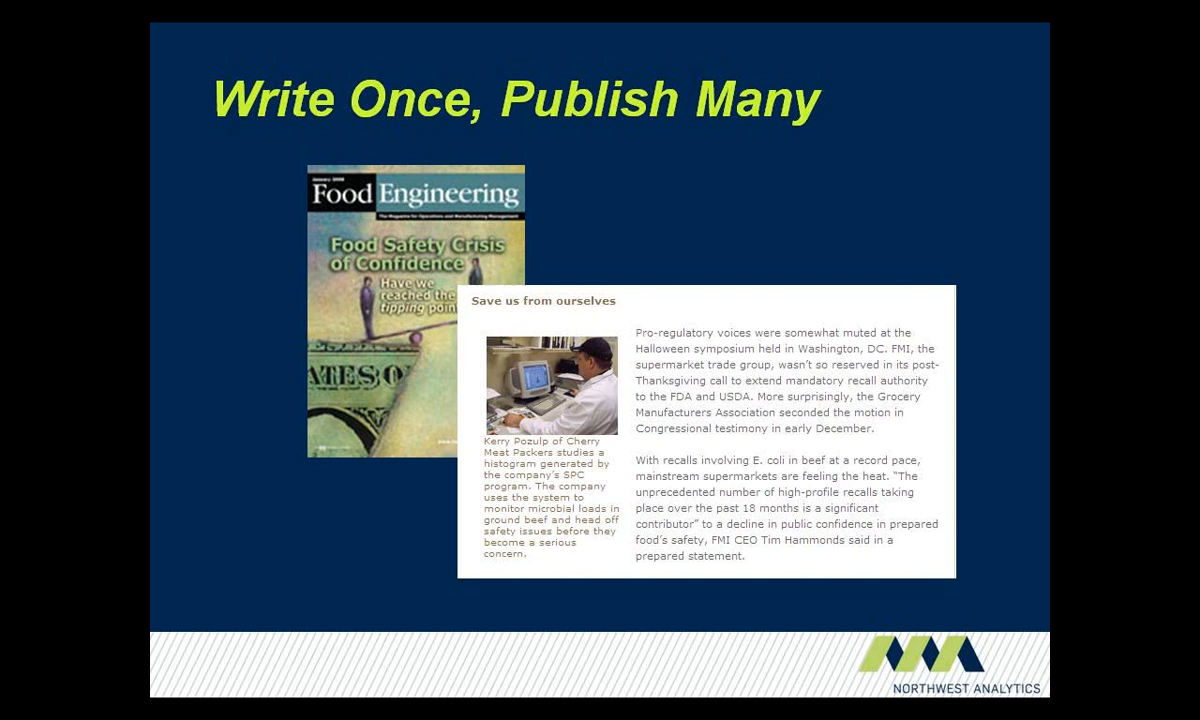 Write Once, Publish Many
January 2008
Food Engineering
The Magazine for Operations and Manufacturing Management
Food Safety Crisis
of Confidence
Have we
reached the
tipping poin
ATES O
Save us from ourselves
Kerry Pozulp of Cherry
Meat Packers studies a
histogram generated by
the company's SPC
program. The company
uses the system to
monitor microbial loads in
ground beef and head off
safety issues before they
become a serious
concern.
Pro-regulatory voices were somewhat muted at the
Halloween symposium held in Washington, DC. FMI, the
supermarket trade group, wasn't so reserved in its post-
Thanksgiving call to extend mandatory recall authority
to the FDA and USDA. More surprisingly, the Grocery
Manufacturers Association seconded the motion in
Congressional testimony in early December.
With recalls involving E. coli in beef at a record pace,
mainstream supermarkets are feeling the heat. “The
unprecedented number of high-profile recalls taking
place over the past 18 months is a significant
contributor” to a decline in public confidence in prepared
food's safety, FMI CEO Tim Hammonds said in a
prepared statement.
NORTHWEST ANALYTICS